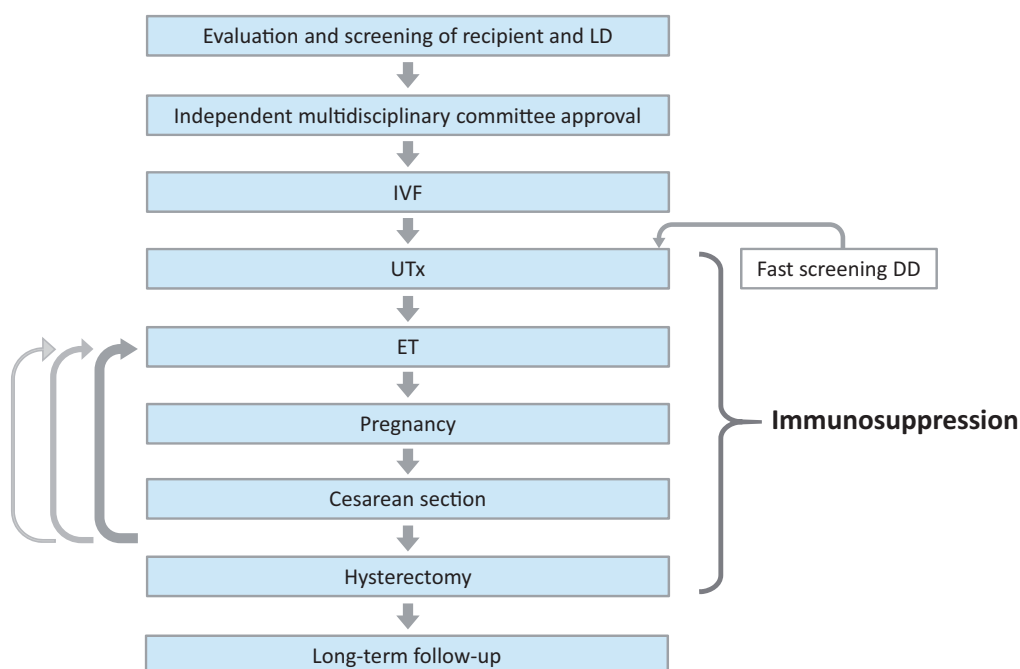 Evaluation and screening of recipient and LD
Independent multidisciplinary committee approval
IVF
UTx
Fast screening DD
ET
Immunosuppression
Pregnancy
Cesarean section
Hysterectomy
Long-term follow-up